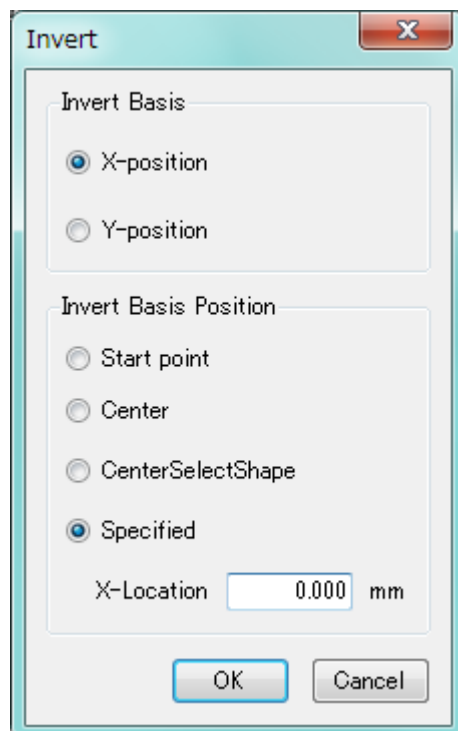 Invert
Invert Basis
X-position
Y-position
Invert Basis Position
Start point
Center
CenterSelectShape
Specified
X-Location 0.000 mm
OK Cancel